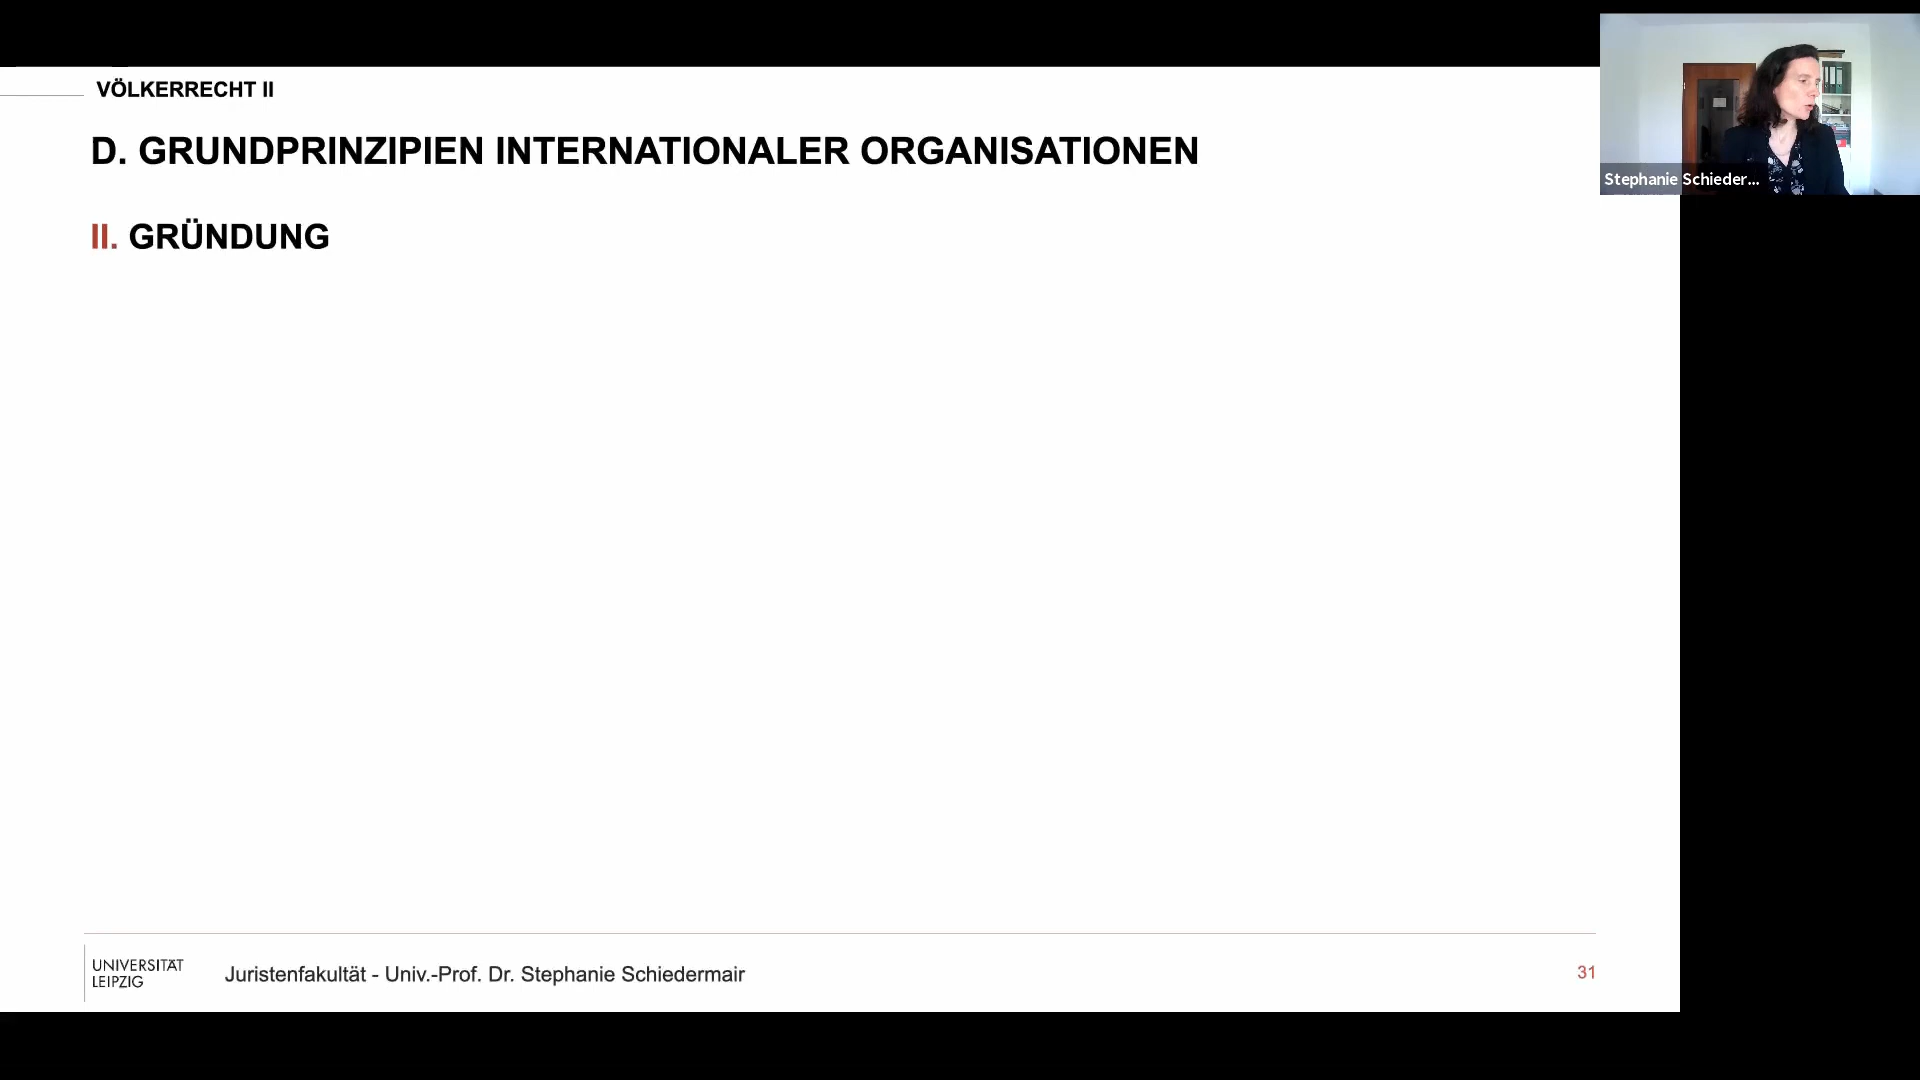 VÖLKERRECHT II
D. GRUNDPRINZIPIEN INTERNATIONALER ORGANISATIONEN
II. GRÜNDUNG
Stephanie Schieder...
UNIVERSITÄT
LEIPZIG
Juristenfakultät - Univ.-Prof. Dr. Stephanie Schiedermair
31